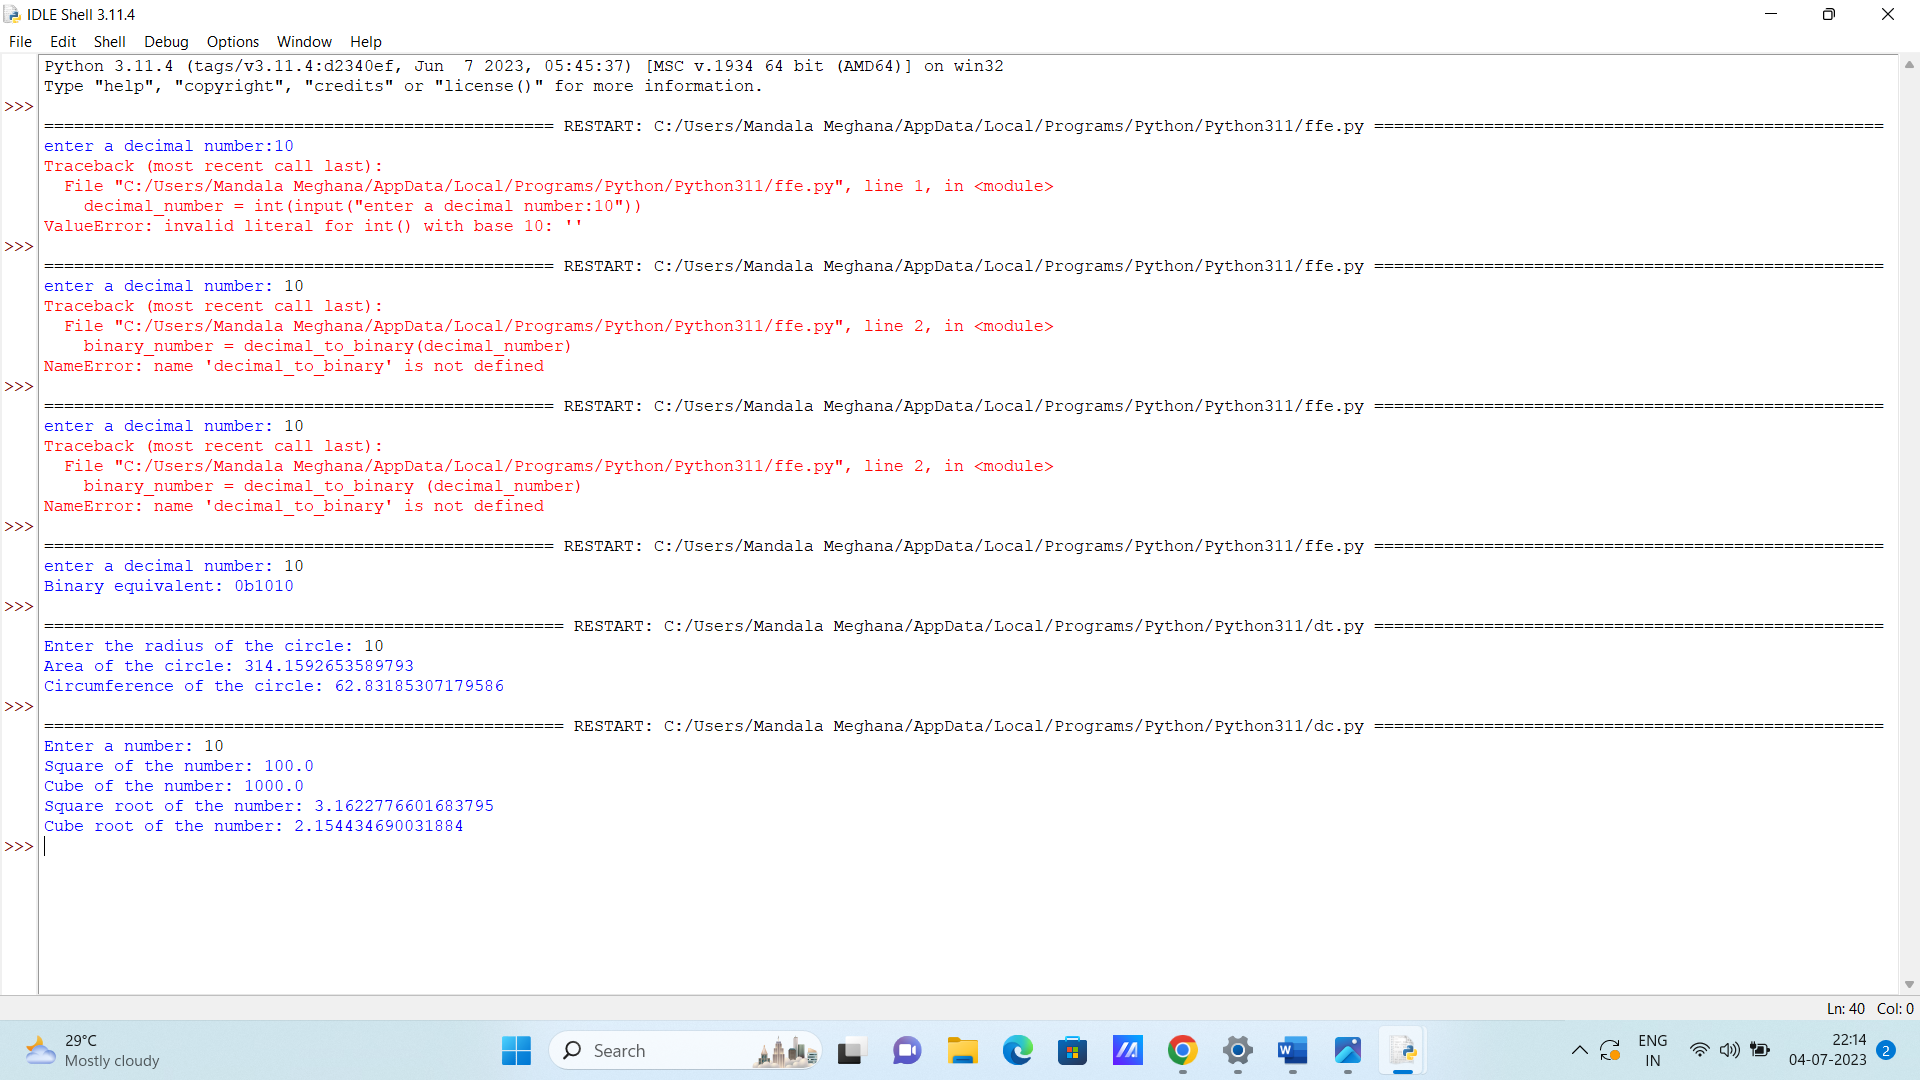 IDLE Shell 3.11.4
File Edit Shell Debug Options Window Help
Python 3.11.4 (tags/v3.11.4:d2340ef, Jun  7 2023, 05:45:37) [MSC v.1934 64 bit (AMD64)] on win32
Type "help", "copyright", "credits" or "license()" for more information.
>>>
=================================================== RESTART: C:/Users/Mandala Meghana/AppData/Local/Programs/Python/Python311/ffe.py ===================================================
enter a decimal number:10
Traceback (most recent call last):
  File "C:/Users/Mandala Meghana/AppData/Local/Programs/Python/Python311/ffe.py", line 1, in <module>
    decimal_number = int(input("enter a decimal number:10"))
ValueError: invalid literal for int() with base 10: ''
>>>
=================================================== RESTART: C:/Users/Mandala Meghana/AppData/Local/Programs/Python/Python311/ffe.py ===================================================
enter a decimal number: 10
Traceback (most recent call last):
  File "C:/Users/Mandala Meghana/AppData/Local/Programs/Python/Python311/ffe.py", line 2, in <module>
    binary_number = decimal_to_binary(decimal_number)
NameError: name 'decimal_to_binary' is not defined
>>>
=================================================== RESTART: C:/Users/Mandala Meghana/AppData/Local/Programs/Python/Python311/ffe.py ===================================================
enter a decimal number: 10
Traceback (most recent call last):
  File "C:/Users/Mandala Meghana/AppData/Local/Programs/Python/Python311/ffe.py", line 2, in <module>
    binary_number = decimal_to_binary (decimal_number)
NameError: name 'decimal_to_binary' is not defined
>>>
=================================================== RESTART: C:/Users/Mandala Meghana/AppData/Local/Programs/Python/Python311/ffe.py ===================================================
enter a decimal number: 10
Binary equivalent: 0b1010
>>>
==================================================== RESTART: C:/Users/Mandala Meghana/AppData/Local/Programs/Python/Python311/dt.py ===================================================
Enter the radius of the circle: 10
Area of the circle: 314.1592653589793
Circumference of the circle: 62.83185307179586
>>>
==================================================== RESTART: C:/Users/Mandala Meghana/AppData/Local/Programs/Python/Python311/dc.py ===================================================
Enter a number: 10
Square of the number: 100.0
Cube of the number: 1000.0
Square root of the number: 3.1622776601683795
Cube root of the number: 2.154434690031884
>>>
Ln: 40 Col: 0
29°C
Mostly cloudy
Search
ENG
IN
22:14
04-07-2023
2